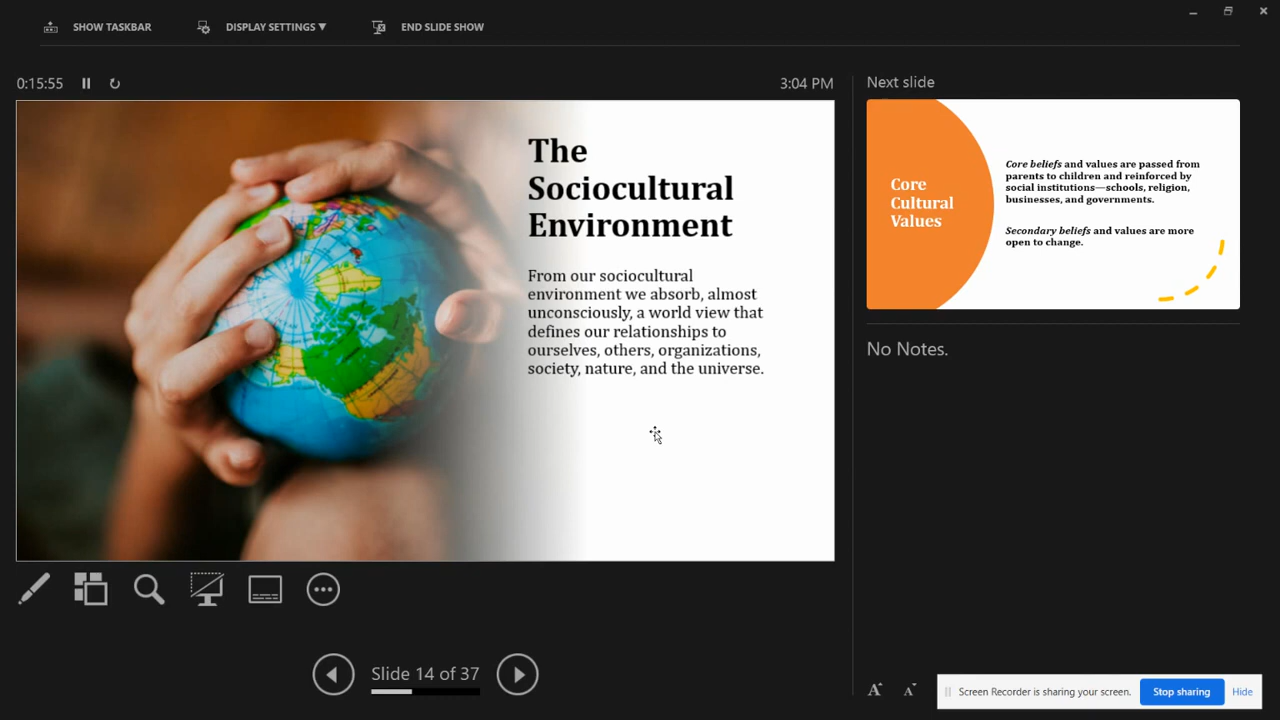 SHOW TASKBAR
DISPLAY SETTINGS ▼
END SLIDE SHOW
0:15:55
3:04 PM
The
Sociocultural
Environment
From our sociocultural
environment we absorb, almost
unconsciously, a world view that
defines our relationships to
ourselves, others, organizations,
society, nature, and the universe.
Slide 14 of 37
Next slide
Core
Cultural
Values
Core beliefs and values are passed from
parents to children and reinforced by
social institutions—schools, religion,
businesses, and governments.
Secondary beliefs and values are more
open to change.
No Notes.
A A
Screen Recorder is sharing your screen.
Stop sharing
Hide